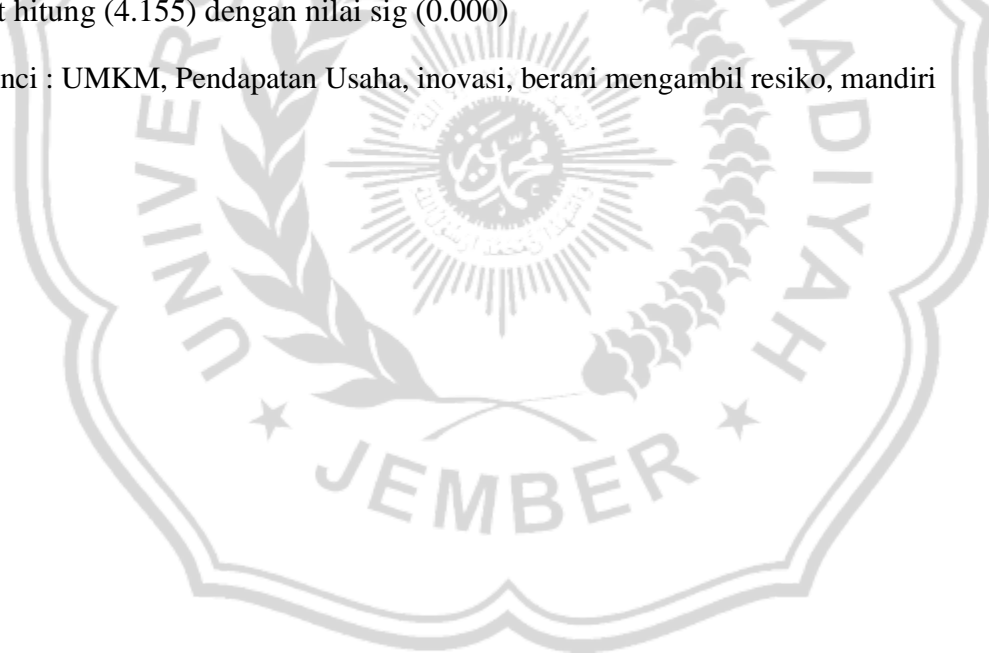 t hitung (4.155) dengan nilai sig (0.000)
nci : UMKM, Pendapatan Usaha, inovasi, berani mengambil resiko, mandiri
JEMBER